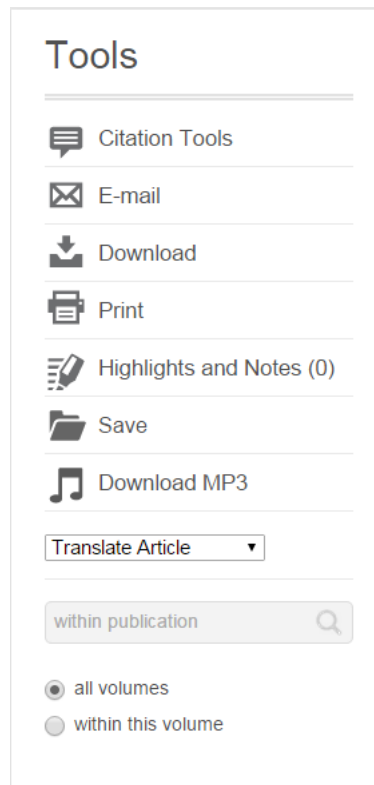 Tools
Citation Tools
E-mail
Download
Print
Highlights and Notes (0)
Save
Download MP3
Translate Article
within publication
all volumes
within this volume